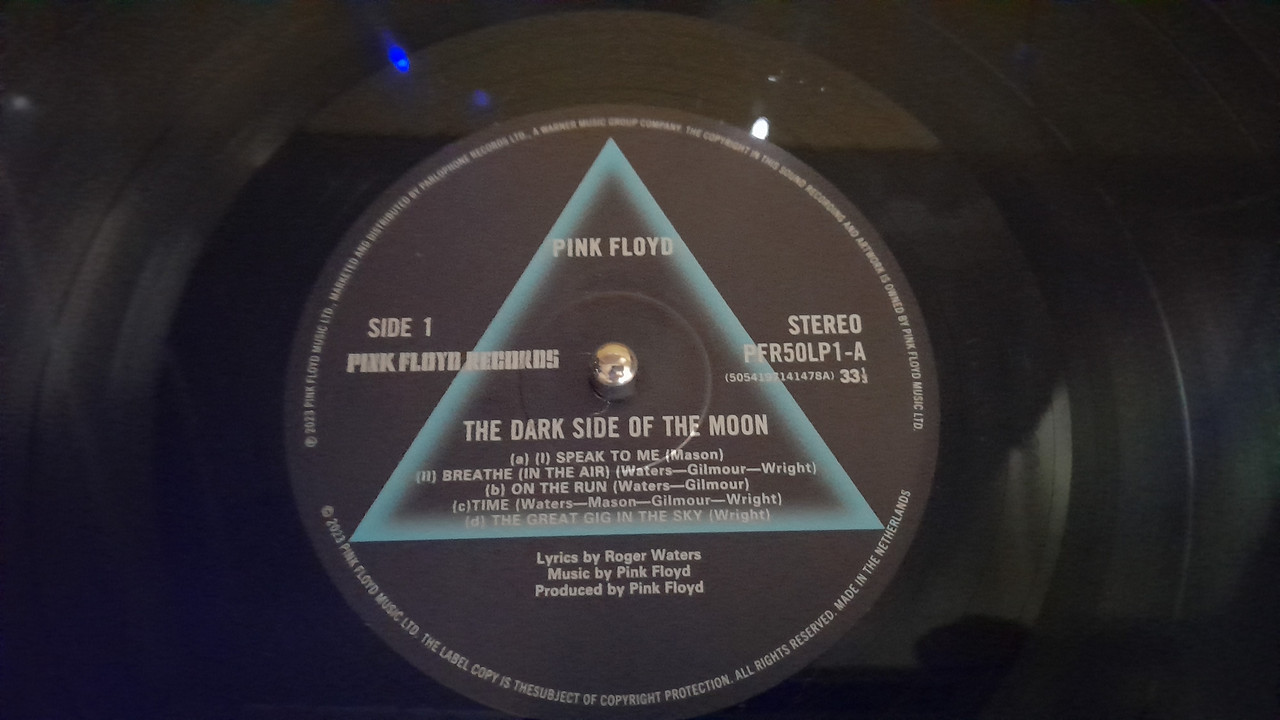 ℗ 2023 PINK FLOYD MUSIC LTD., MARKETED AND DISTRIBUTED BY PARLOPHONE RECORDS LTD., A WARNER MUSIC GROUP COMPANY. THE COPYRIGHT IN THIS SOUND RECORDING AND ARTWORK IS OWNED BY PINK FLOYD MUSIC LTD.
PINK FLOYD
SIDE 1
PINK FLOYD RECORDS
STEREO
PFR50LP1-A
(5054197141478A) 33⅓
THE DARK SIDE OF THE MOON
(a) (I) SPEAK TO ME (Mason)
(II) BREATHE (IN THE AIR) (Waters—Gilmour—Wright)
(b) ON THE RUN (Waters—Gilmour)
(c)TIME (Waters—Mason—Gilmour—Wright)
(d) THE GREAT GIG IN THE SKY (Wright)
Lyrics by Roger Waters
Music by Pink Floyd
Produced by Pink Floyd
© 2023 PINK FLOYD MUSIC LTD. THE LABEL COPY IS THESUBJECT OF COPYRIGHT PROTECTION. ALL RIGHTS RESERVED. MADE IN THE NETHERLANDS